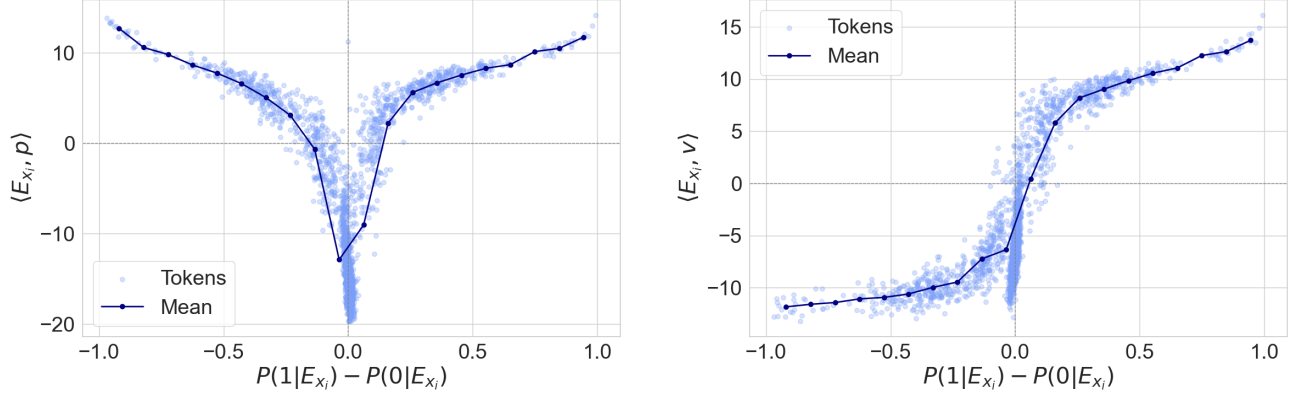 10
0
−10
−20
⟨E_{x_i}, p⟩
Tokens
Mean
−1.0 −0.5 0.0 0.5 1.0
P(1|E_{x_i}) − P(0|E_{x_i})
15
10
5
0
−5
−10
⟨E_{x_i}, v⟩
Tokens
Mean
−1.0 −0.5 0.0 0.5 1.0
P(1|E_{x_i}) − P(0|E_{x_i})